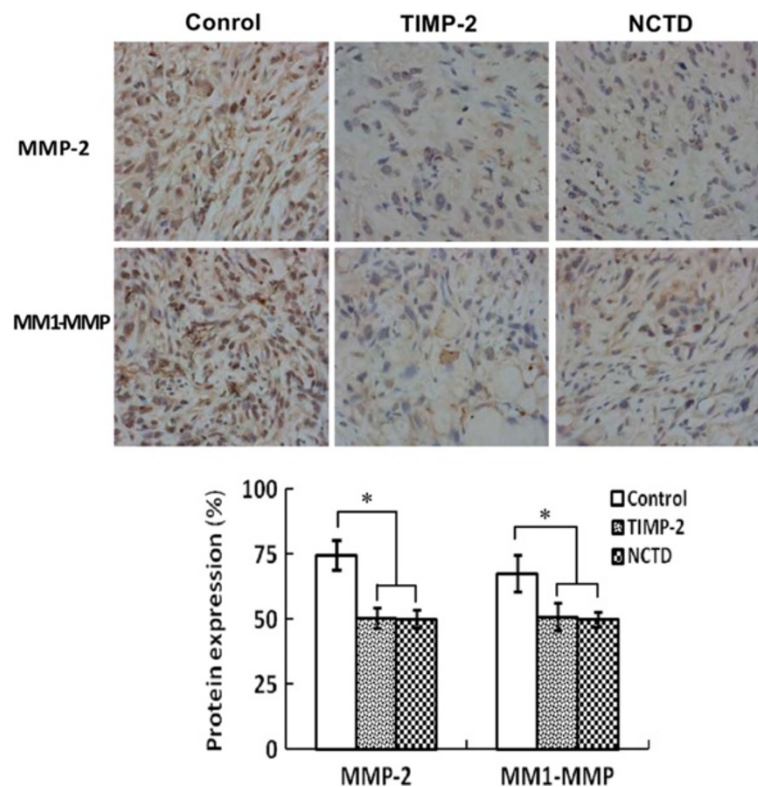 Conrol TIMP-2 NCTD
MMP-2
MM1-MMP
100
75
50
25
0
Protein expression (%)
*
*
Control
TIMP-2
NCTD
MMP-2 MM1-MMP